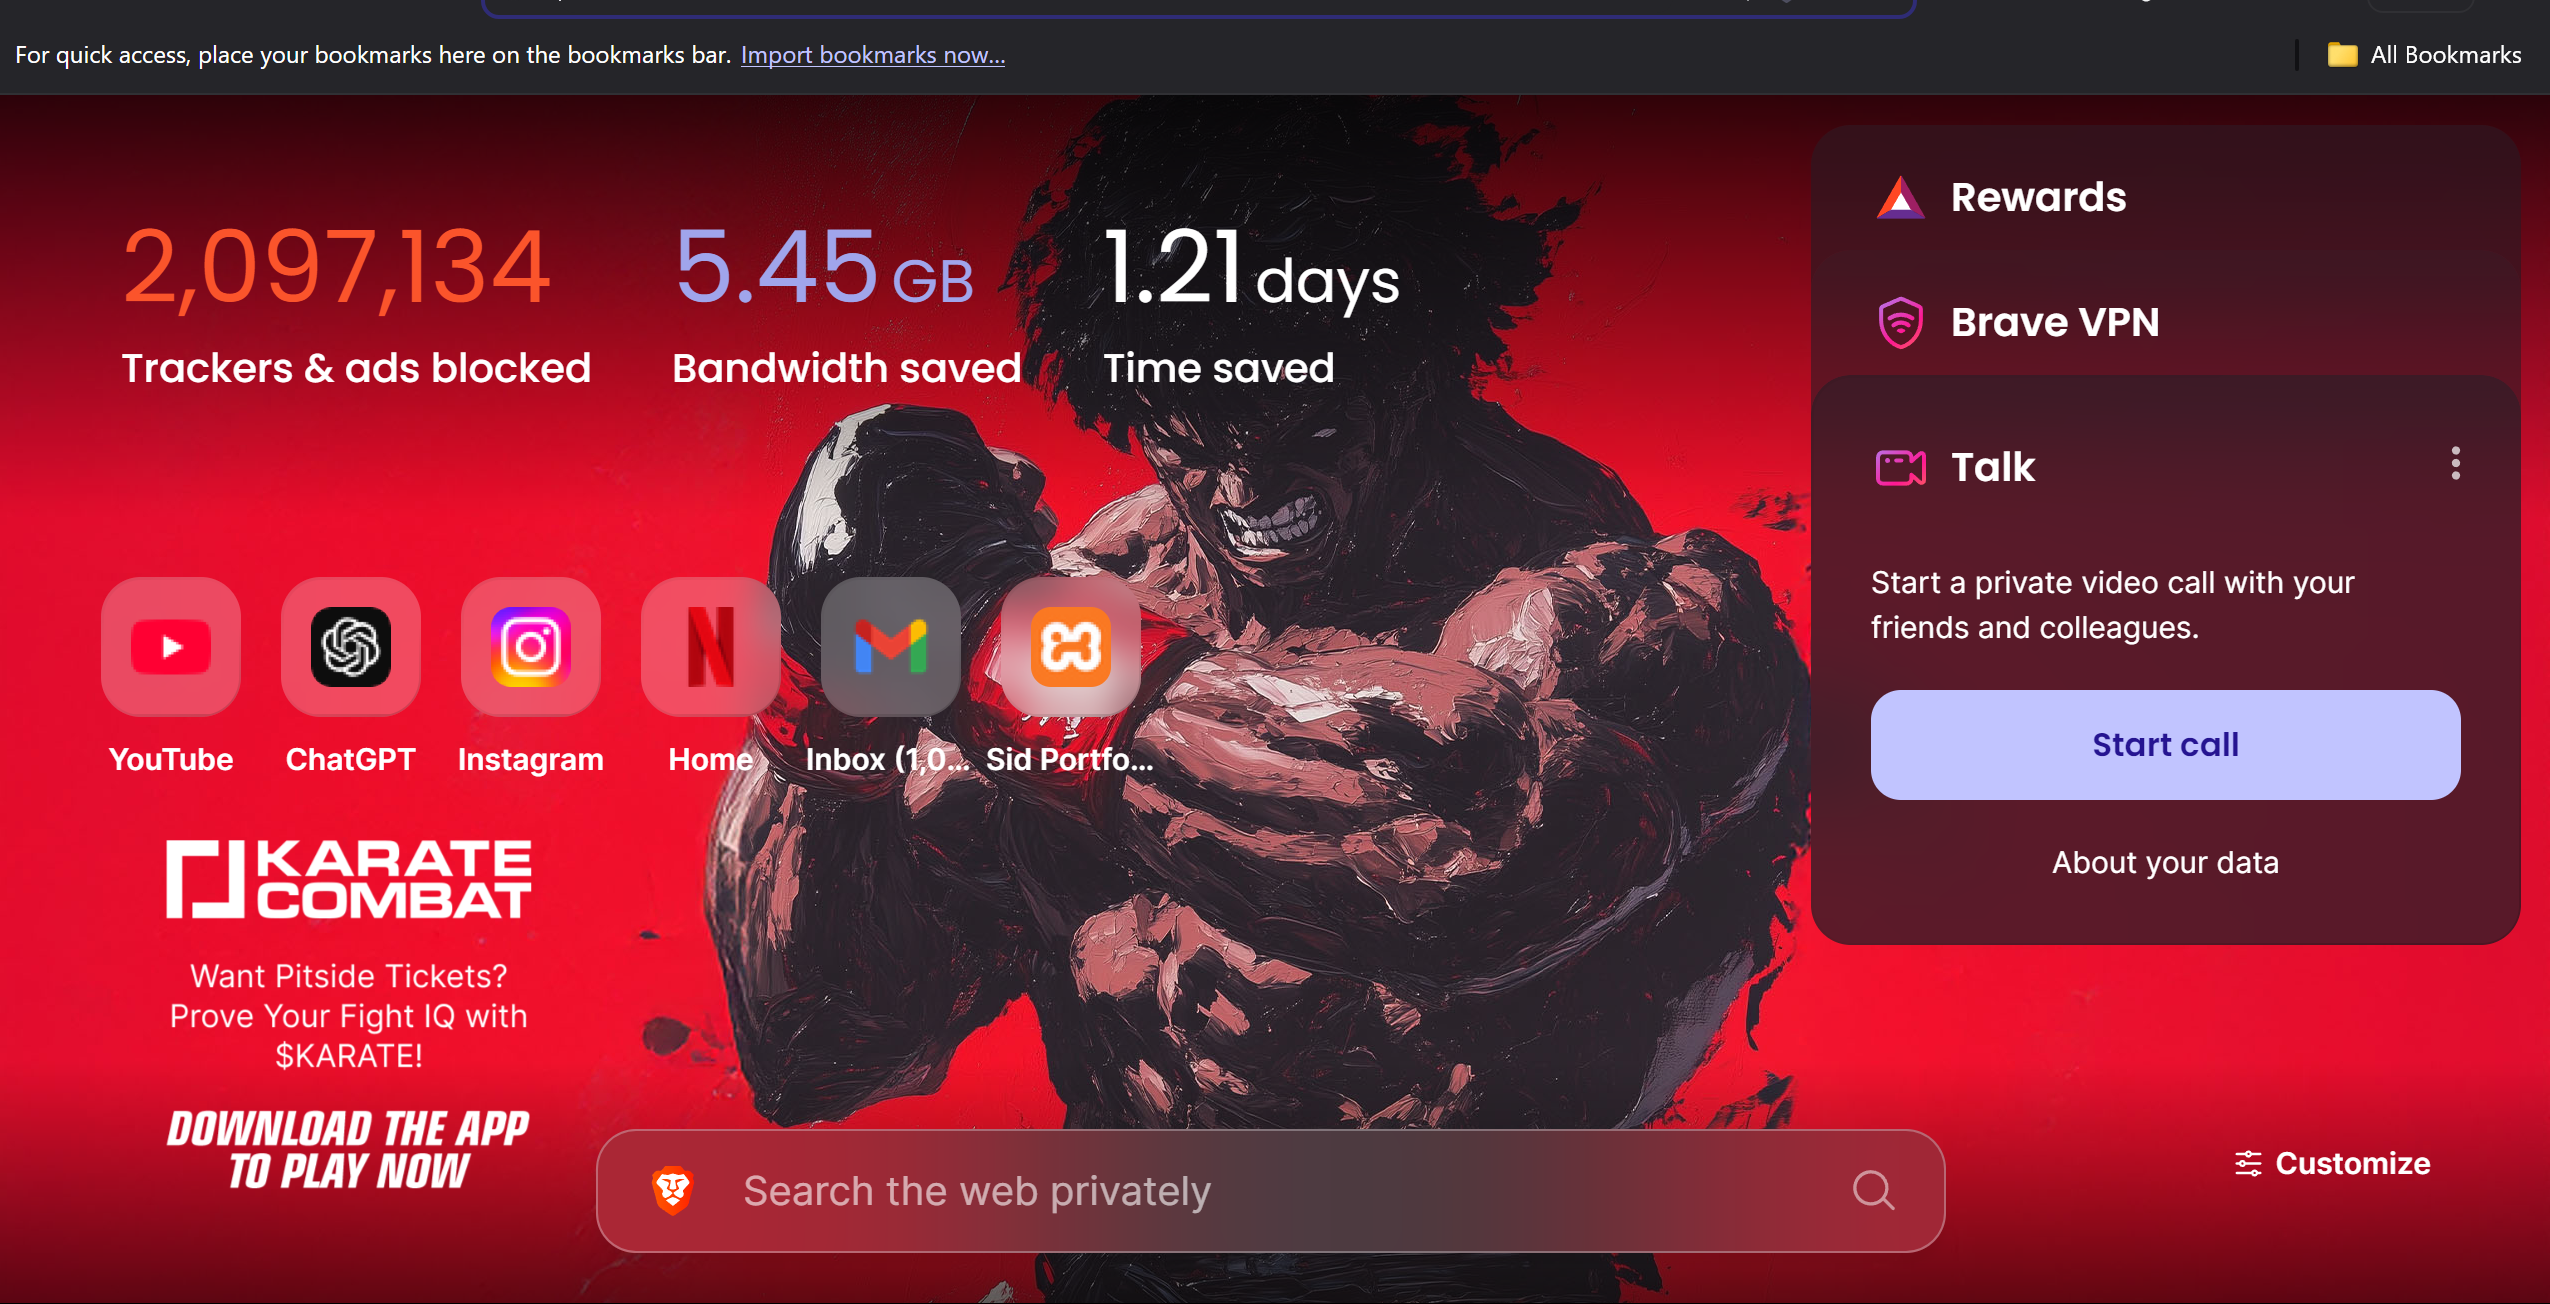 For quick access, place your bookmarks here on the bookmarks bar. Import bookmarks now...
All Bookmarks
2,097,134
Trackers & ads blocked
5.45 GB
Bandwidth saved
1.21 days
Time saved
Rewards
Brave VPN
Talk
Start a private video call with your
friends and colleagues.
Start call
About your data
YouTube
ChatGPT
Instagram
Home
Inbox (1,0...
Sid Portfo...
KARATE
COMBAT
Want Pitside Tickets?
Prove Your Fight IQ with
$KARATE!
DOWNLOAD THE APP
TO PLAY NOW
Search the web privately
Customize